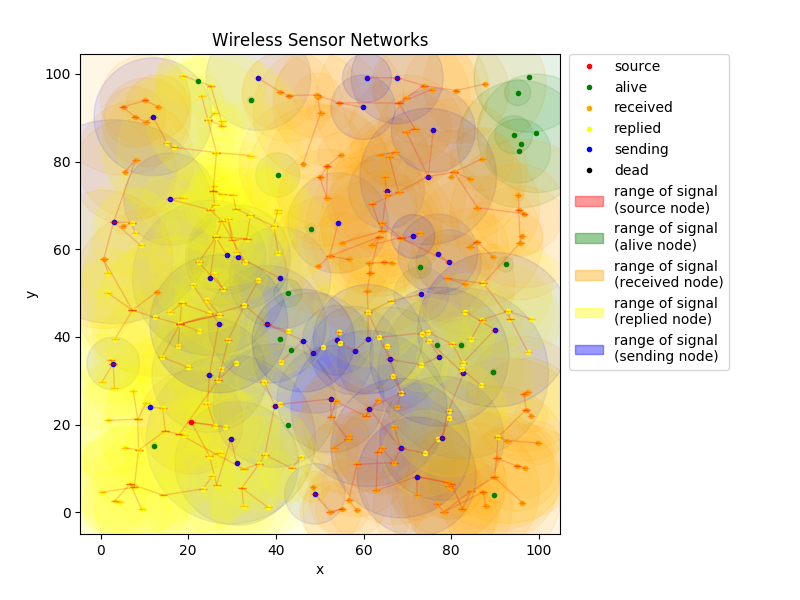 Wireless Sensor Networks
100
80
60
40
20
0
y
0 20 40 60 80 100
x
source
alive
received
replied
sending
dead
range of signal
(source node)
range of signal
(alive node)
range of signal
(received node)
range of signal
(replied node)
range of signal
(sending node)